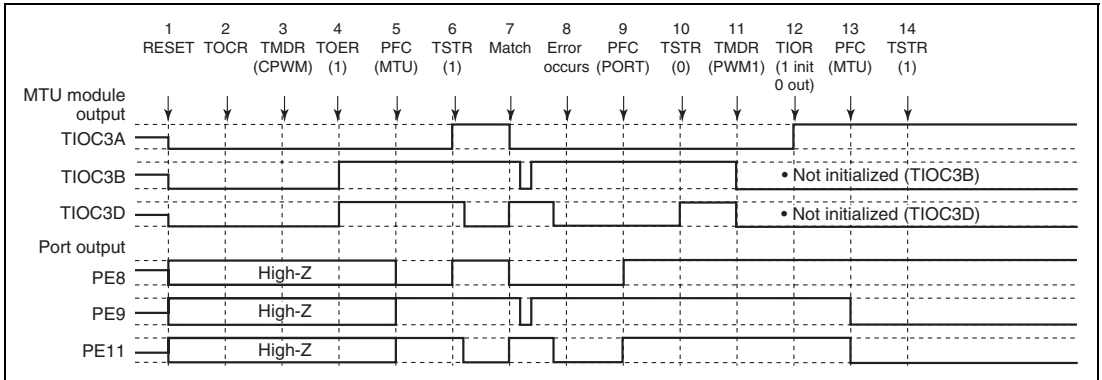 1 2 3 4 5 6 7 8 9 10 11 12 13 14
RESET TOCR TMDR TOER PFC TSTR Match Error PFC TSTR TMDR TIOR PFC TSTR
(CPWM) (1) (MTU) (1) occurs (PORT) (0) (PWM1) (1 init (MTU) (1)
0 out)
MTU module
output
TIOC3A
TIOC3B • Not initialized (TIOC3B)
TIOC3D • Not initialized (TIOC3D)
Port output
PE8 High-Z
PE9 High-Z
PE11 High-Z